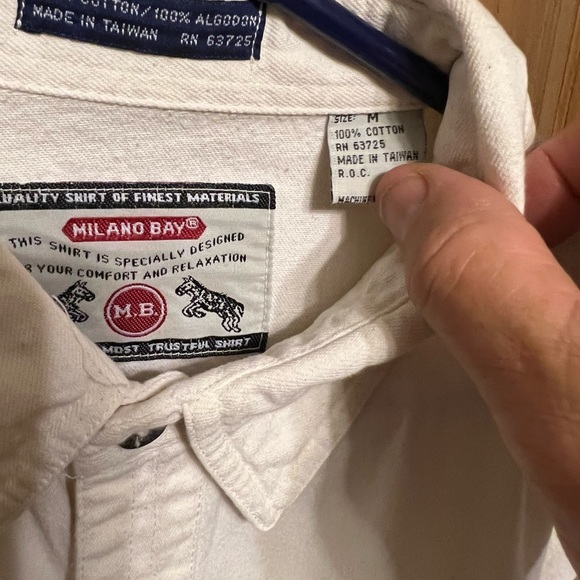 COTTON/100% ALGODON
MADE IN TAIWAN RN 63725
SIZE: M
100% COTTON
RN 63725
MADE IN TAIWAN
R.O.C.
QUALITY SHIRT OF FINEST MATERIALS
MILANO BAY®
THIS SHIRT IS SPECIALLY DESIGNED
YOUR COMFORT AND RELAXATION
M.B.
MOST TRUSTFUL SHIRT